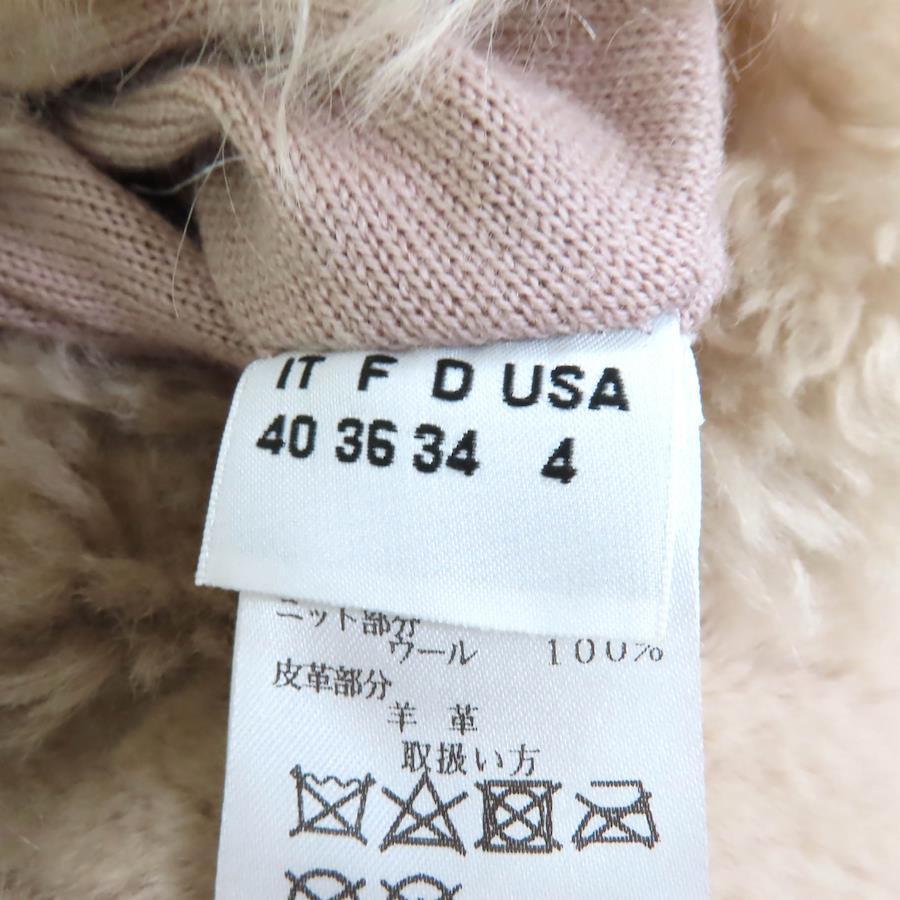 IT F D USA
40 36 34 4
ニット部分
ウール 100%
皮革部分
羊 革
取扱い方